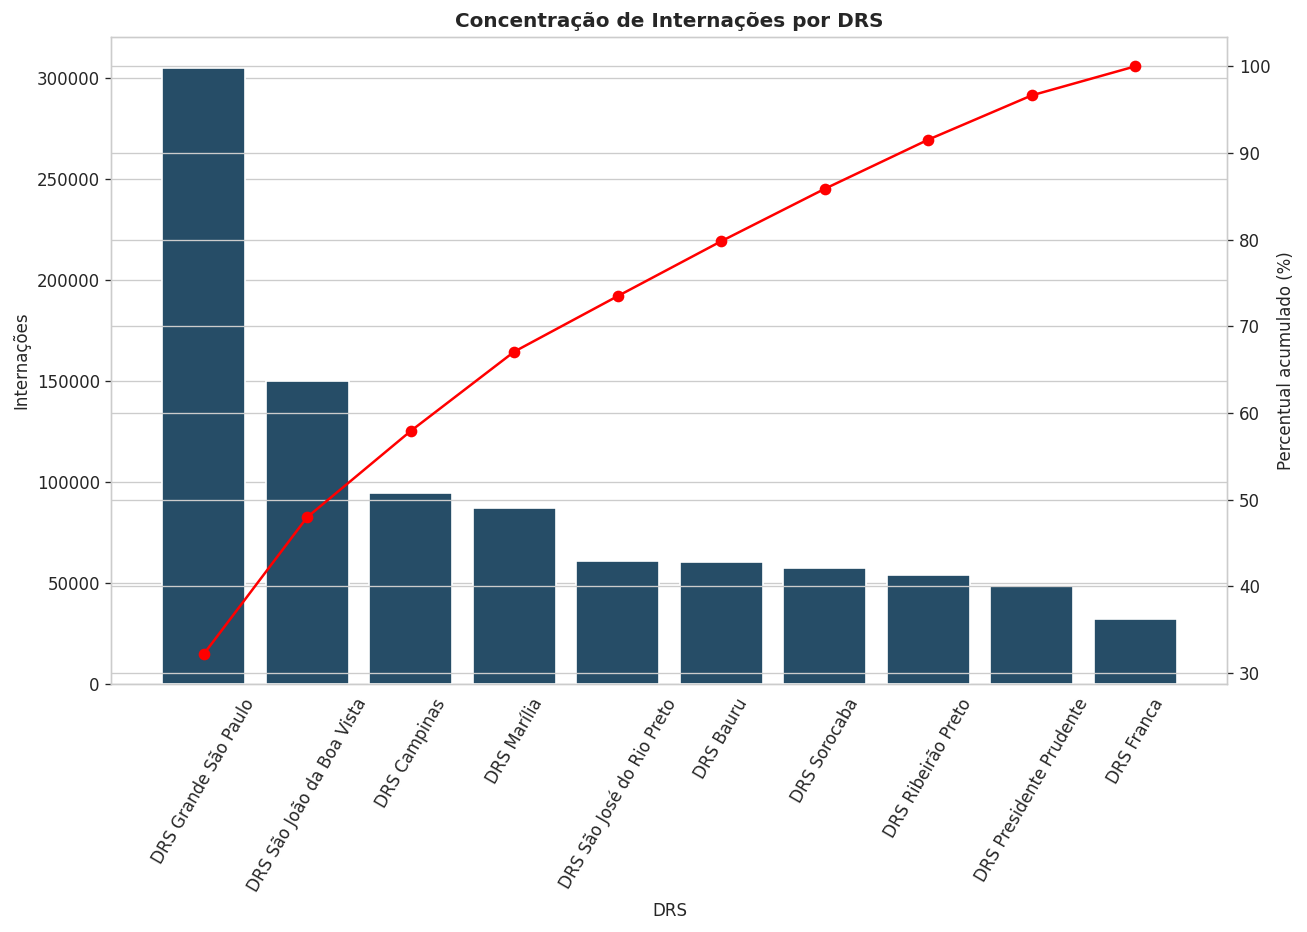 Concentração de Internações por DRS
300000
250000
200000
150000
100000
50000
0
Internações
100
90
80
70
60
50
40
30
Percentual acumulado (%)
DRS Grande São Paulo
DRS São João da Boa Vista
DRS Campinas
DRS Marília
DRS São José do Rio Preto
DRS Bauru
DRS Sorocaba
DRS Ribeirão Preto
DRS Presidente Prudente
DRS Franca
DRS